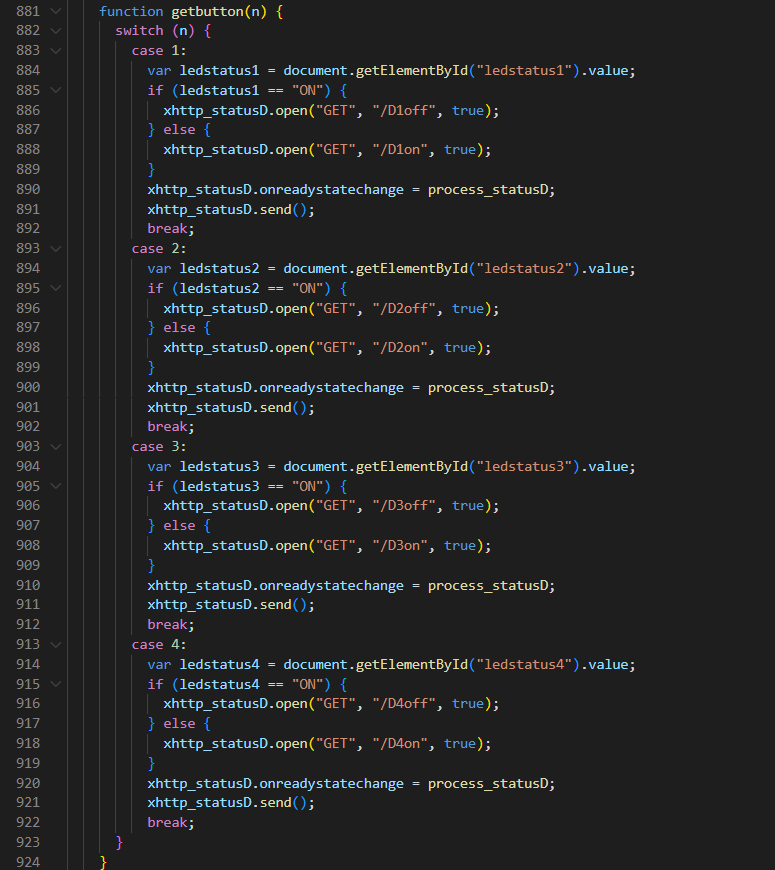 881 function getbutton(n) {
882 switch (n) {
883 case 1:
884 var ledstatus1 = document.getElementById("ledstatus1").value;
885 if (ledstatus1 == "ON") {
886 xhttp_statusD.open("GET", "/D1off", true);
887 } else {
888 xhttp_statusD.open("GET", "/D1on", true);
889 }
890 xhttp_statusD.onreadystatechange = process_statusD;
891 xhttp_statusD.send();
892 break;
893 case 2:
894 var ledstatus2 = document.getElementById("ledstatus2").value;
895 if (ledstatus2 == "ON") {
896 xhttp_statusD.open("GET", "/D2off", true);
897 } else {
898 xhttp_statusD.open("GET", "/D2on", true);
899 }
900 xhttp_statusD.onreadystatechange = process_statusD;
901 xhttp_statusD.send();
902 break;
903 case 3:
904 var ledstatus3 = document.getElementById("ledstatus3").value;
905 if (ledstatus3 == "ON") {
906 xhttp_statusD.open("GET", "/D3off", true);
907 } else {
908 xhttp_statusD.open("GET", "/D3on", true);
909 }
910 xhttp_statusD.onreadystatechange = process_statusD;
911 xhttp_statusD.send();
912 break;
913 case 4:
914 var ledstatus4 = document.getElementById("ledstatus4").value;
915 if (ledstatus4 == "ON") {
916 xhttp_statusD.open("GET", "/D4off", true);
917 } else {
918 xhttp_statusD.open("GET", "/D4on", true);
919 }
920 xhttp_statusD.onreadystatechange = process_statusD;
921 xhttp_statusD.send();
922 break;
923 }
924 }